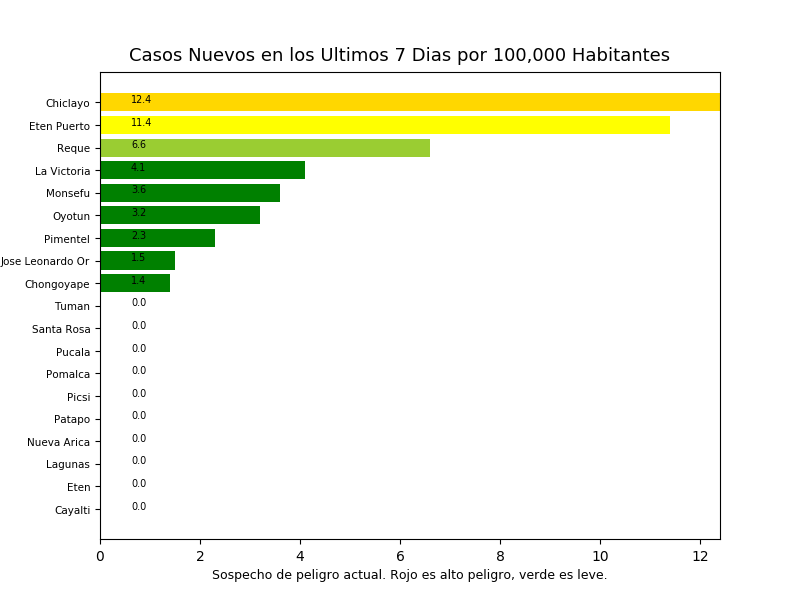 Casos Nuevos en los Ultimos 7 Dias por 100,000 Habitantes
Chiclayo 12.4
Eten Puerto 11.4
Reque 6.6
La Victoria 4.1
Monsefu 3.6
Oyotun 3.2
Pimentel 2.3
Jose Leonardo Or 1.5
Chongoyape 1.4
Tuman 0.0
Santa Rosa 0.0
Pucala 0.0
Pomalca 0.0
Picsi 0.0
Patapo 0.0
Nueva Arica 0.0
Lagunas 0.0
Eten 0.0
Cayalti 0.0
0 2 4 6 8 10 12
Sospecho de peligro actual. Rojo es alto peligro, verde es leve.